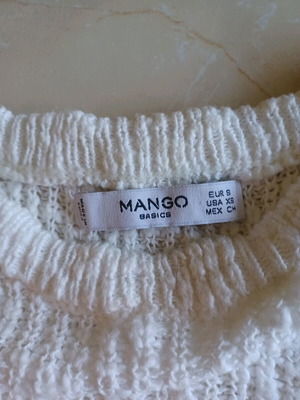 MANGO
BASICS
EUR S
USA XS
MEX CH